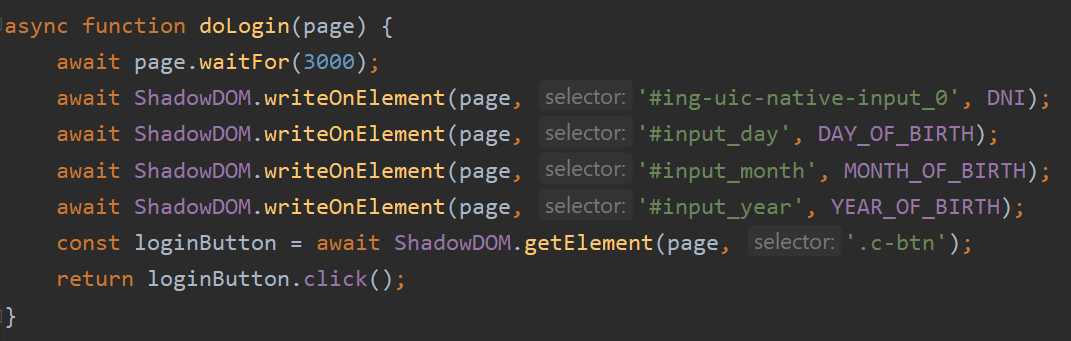 async function doLogin(page) {
    await page.waitFor(3000);
    await ShadowDOM.writeOnElement(page, selector: '#ing-uic-native-input_0', DNI);
    await ShadowDOM.writeOnElement(page, selector: '#input_day', DAY_OF_BIRTH);
    await ShadowDOM.writeOnElement(page, selector: '#input_month', MONTH_OF_BIRTH);
    await ShadowDOM.writeOnElement(page, selector: '#input_year', YEAR_OF_BIRTH);
    const loginButton = await ShadowDOM.getElement(page, selector: '.c-btn');
    return loginButton.click();
}